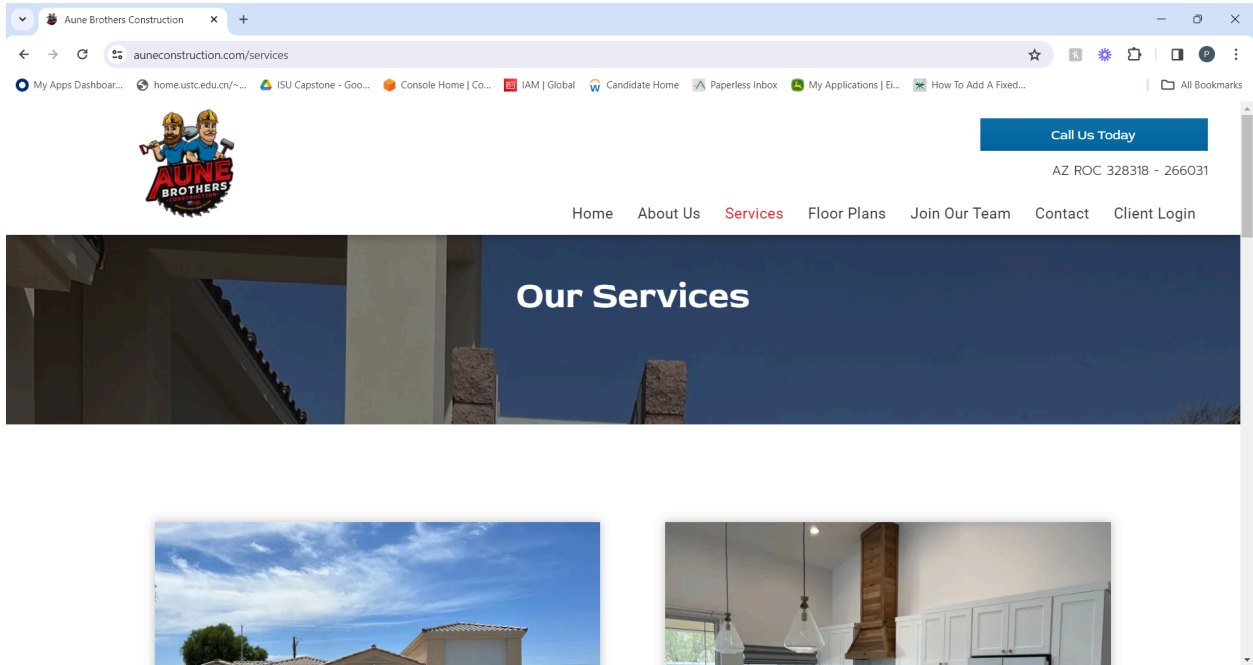 Aune Brothers Construction
auneconstruction.com/services
P
My Apps Dashboar...
home.ustc.edu.cn/~...
ISU Capstone - Goo...
Console Home | Co...
IAM | Global
Candidate Home
Paperless Inbox
My Applications | Ei...
How To Add A Fixed...
All Bookmarks
AUNE
BROTHERS
CONSTRUCTION
Call Us Today
AZ ROC 328318 - 266031
Home About Us Services Floor Plans Join Our Team Contact Client Login
Our Services